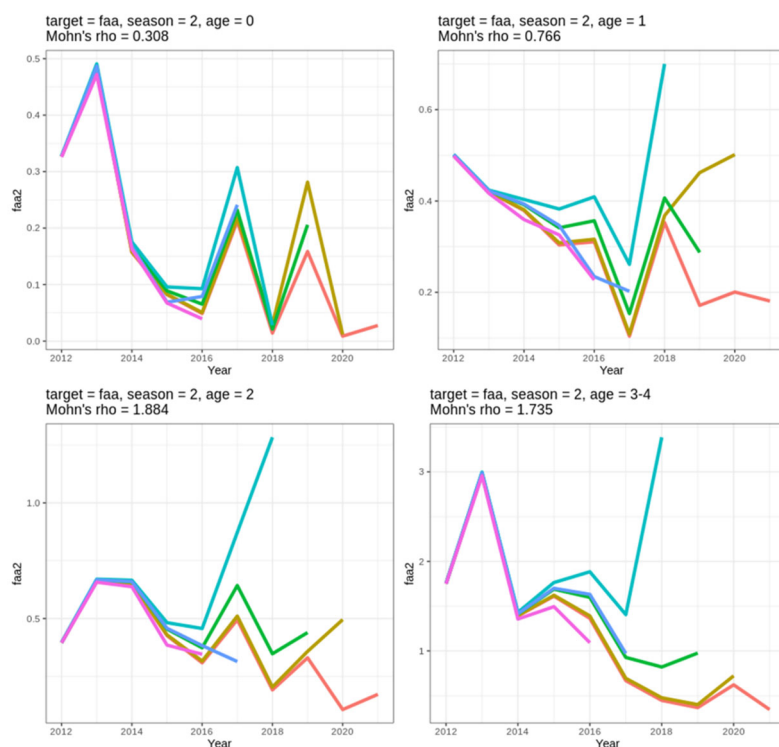 target = faa, season = 2, age = 0
Mohn's rho = 0.308
faa2
0.5
0.4
0.3
0.2
0.1
0.0
2012 2014 2016 2018 2020
Year
target = faa, season = 2, age = 1
Mohn's rho = 0.766
faa2
0.6
0.4
0.2
2012 2014 2016 2018 2020
Year
target = faa, season = 2, age = 2
Mohn's rho = 1.884
faa2
1.0
0.5
2012 2014 2016 2018 2020
Year
target = faa, season = 2, age = 3-4
Mohn's rho = 1.735
faa2
3
2
1
2012 2014 2016 2018 2020
Year